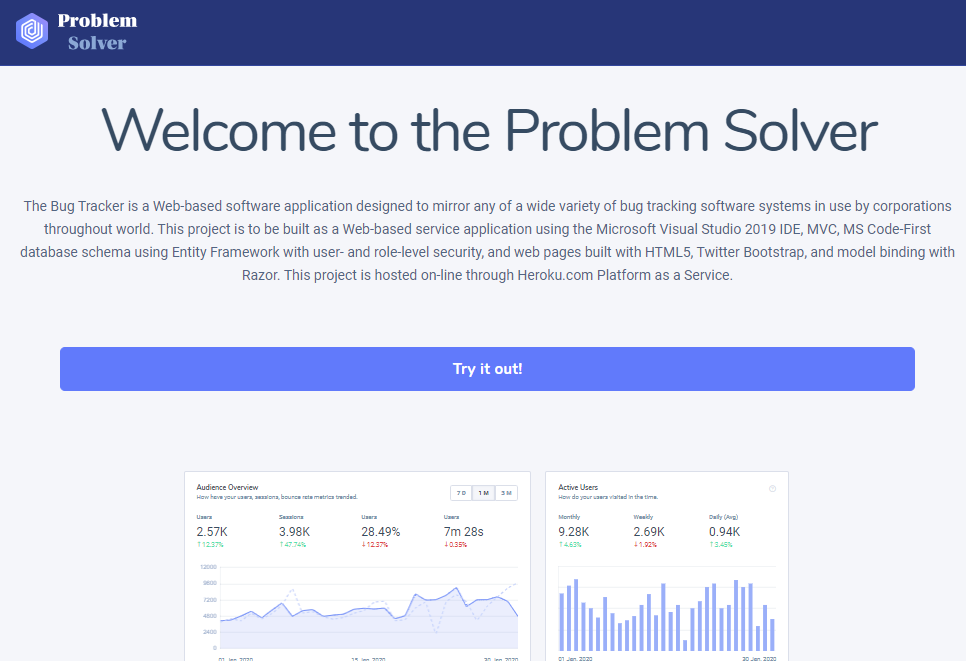 Problem
Solver
Welcome to the Problem Solver
The Bug Tracker is a Web-based software application designed to mirror any of a wide variety of bug tracking software systems in use by corporations
throughout world. This project is to be built as a Web-based service application using the Microsoft Visual Studio 2019 IDE, MVC, MS Code-First
database schema using Entity Framework with user- and role-level security, and web pages built with HTML5, Twitter Bootstrap, and model binding with
Razor. This project is hosted on-line through Heroku.com Platform as a Service.
Try it out!
Audience Overview
How have your users, sessions, bounce rate metrics trended.
7 D 1 M 3 M
Users Sessions Users Users
2.57K 3.98K 28.49% 7m 28s
↑12.37% ↑47.74% ↓12.37% ↓0.35%
12000
9600
7200
4800
2400
0
01 Jan, 2020 15 Jan, 2020 30 Jan, 2020
Active Users
How do your users visited in the time.
Monthly Weekly Daily (Avg)
9.28K 2.69K 0.94K
↑4.63% ↓1.92% ↑3.45%
01 Jan, 2020 30 Jan, 2020